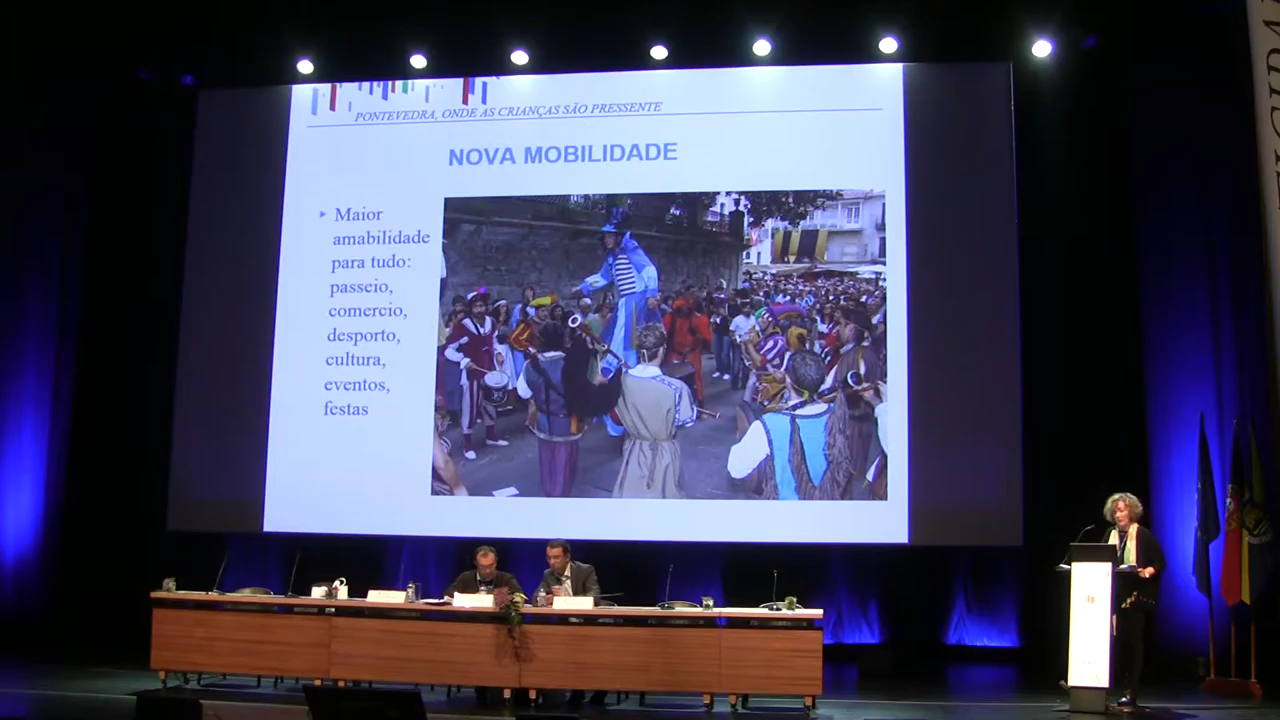 PONTEVEDRA, ONDE AS CRIANÇAS SÃO PRESSENTE
NOVA MOBILIDADE
Maior
amabilidade
para tudo:
passeio,
comercio,
desporto,
cultura,
eventos,
festas